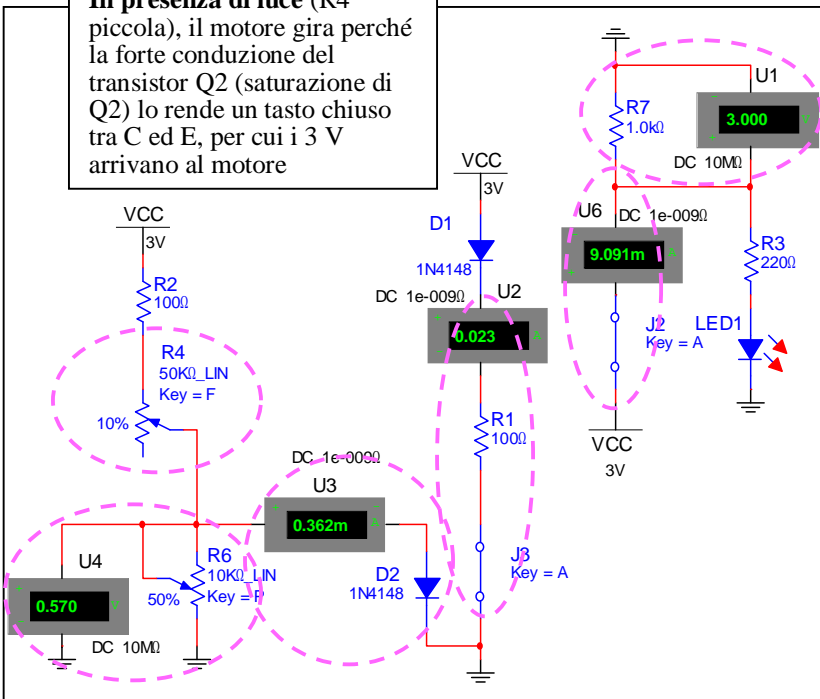 In presenza di luce (R4
piccola), il motore gira perché
la forte conduzione del
transistor Q2 (saturazione di
Q2) lo rende un tasto chiuso
tra C ed E, per cui i 3 V
arrivano al motore
U1
R7
1.0kΩ
3.000 V
DC 10MΩ
VCC
3V
U6
DC 1e-009Ω
9.091m A
R3
220Ω
VCC
3V
D1
1N4148
DC 1e-009Ω
U2
0.023 A
J2
Key = A
LED1
R2
100Ω
R4
50KΩ_LIN
Key = F
10%
R1
100Ω
VCC
3V
DC 1e-009Ω
U3
0.362m A
J3
Key = A
U4
0.570 V
DC 10MΩ
R6
10KΩ_LIN
Key = F
50%
D2
1N4148